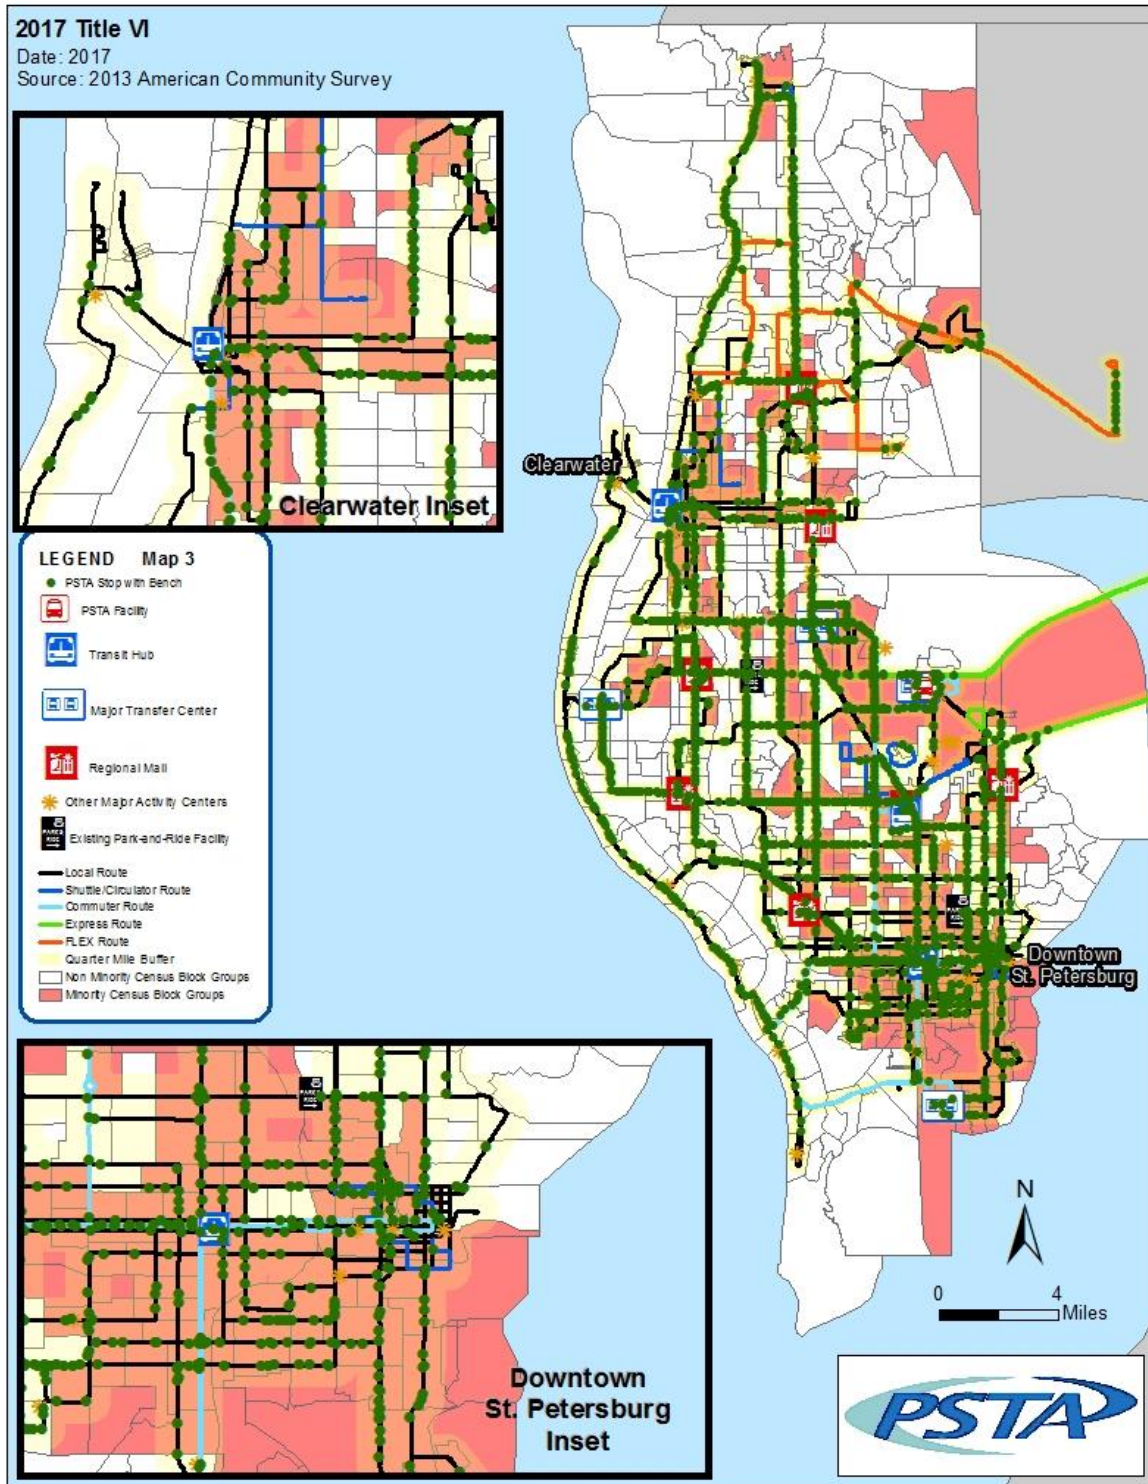 2017 Title VI
Date: 2017
Source: 2013 American Community Survey
Clearwater Inset
LEGEND Map 3
PSTA Stop with Bench
PSTA Facility
Transit Hub
Major Transfer Center
Regional Mall
Other Major Activity Centers
PARK &
RIDE
Existing Park-and-Ride Facility
Local Route
Shuttle/Circulator Route
Commuter Route
Express Route
FLEX Route
Quarter Mile Buffer
Non Minority Census Block Groups
Minority Census Block Groups
Clearwater
Downtown
St. Petersburg
N
0 4
Miles
Downtown
St. Petersburg
Inset
PSTA